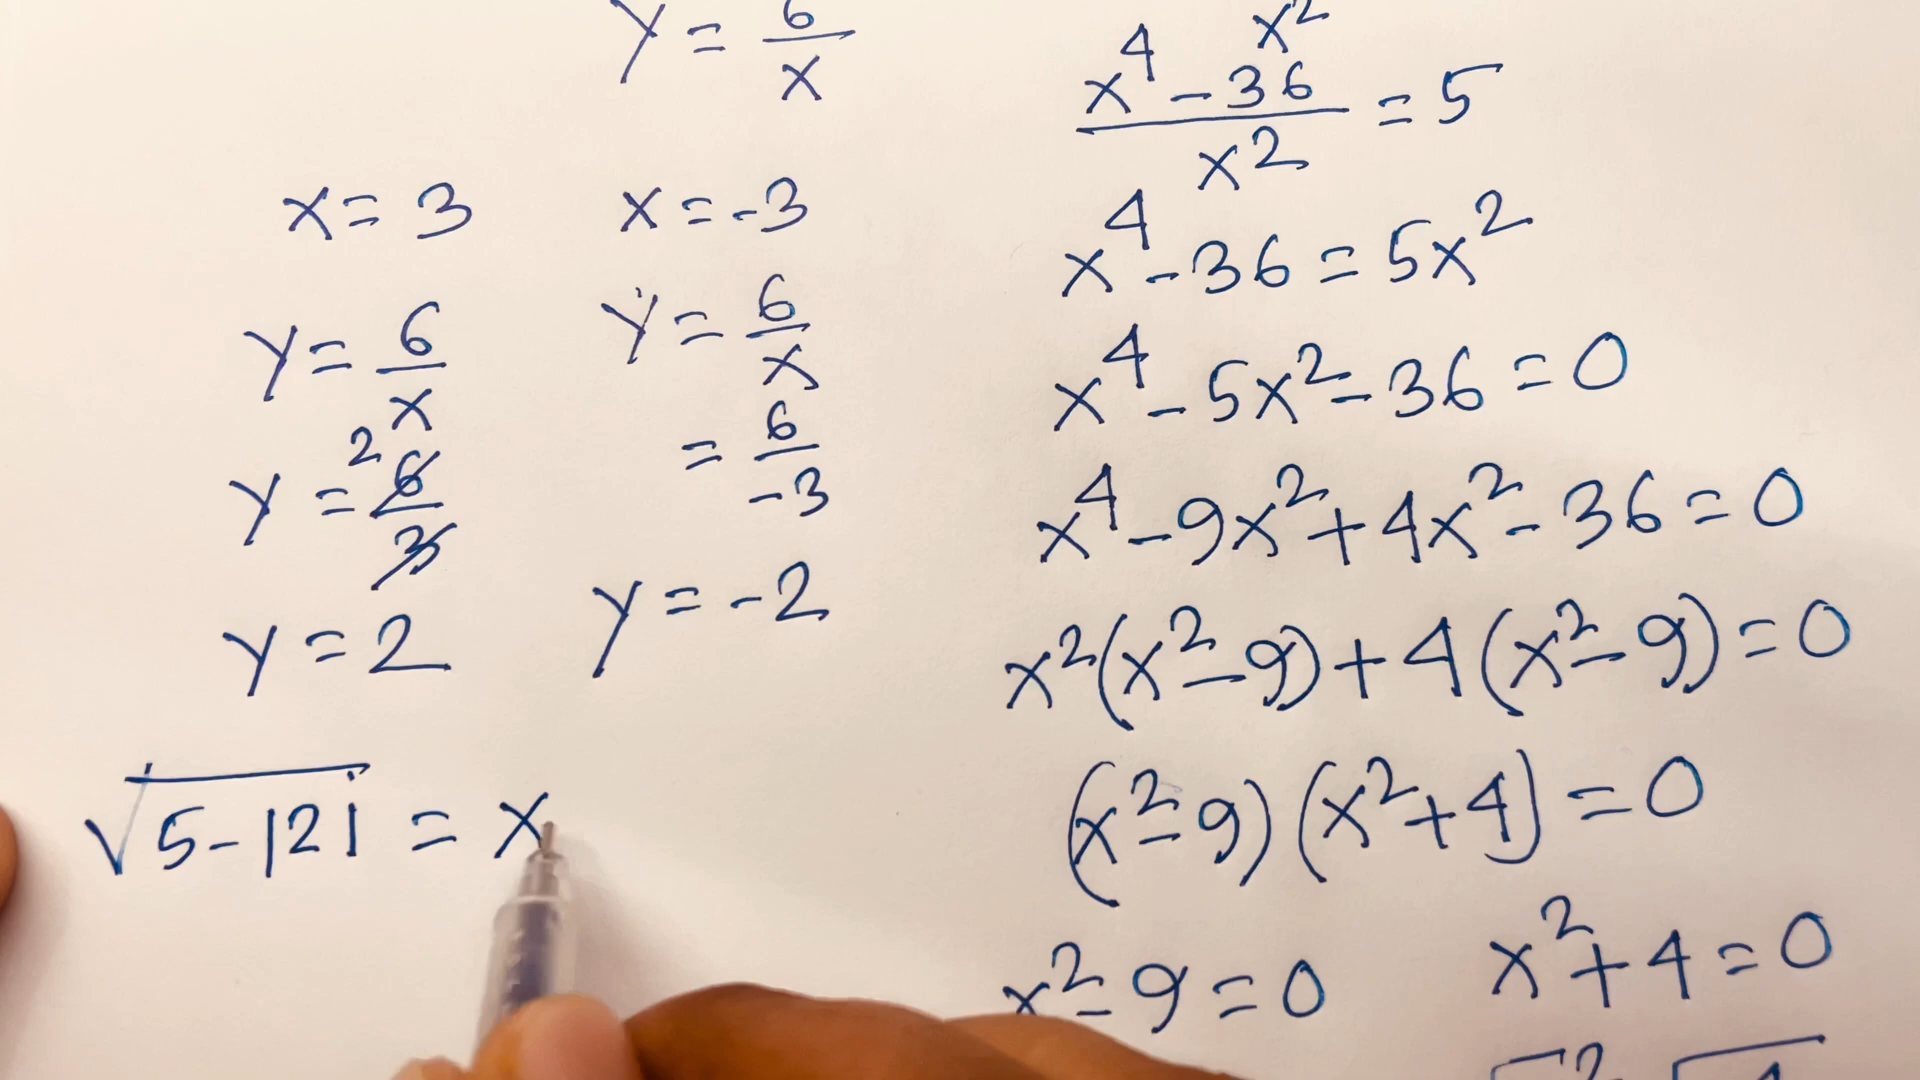 y = 6/x
x = 3
y = 6/x
y = 2 6/3
y = 2
x = -3
y = 6/x
= 6/-3
y = -2
√5-12i = x
x²
x⁴ - 36 / x² = 5
x⁴ - 36 = 5x²
x⁴ - 5x² - 36 = 0
x⁴ - 9x² + 4x² - 36 = 0
x²(x² - 9) + 4(x² - 9) = 0
(x² - 9)(x² + 4) = 0
x² - 9 = 0
x² + 4 = 0